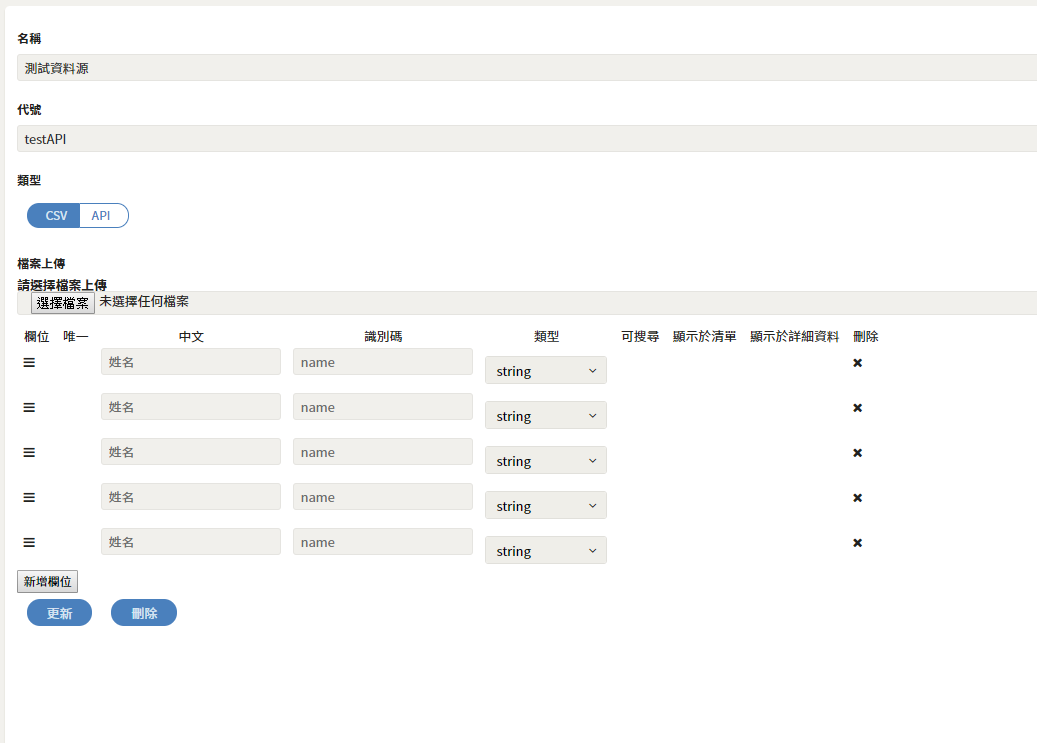 名稱
測試資料源
代號
testAPI
類型
CSV API
檔案上傳
請選擇檔案上傳
選擇檔案 未選擇任何檔案
欄位 唯一 中文 識別碼 類型 可搜尋 顯示於清單 顯示於詳細資料 刪除
姓名 name string
姓名 name string
姓名 name string
姓名 name string
姓名 name string
新增欄位
更新 刪除